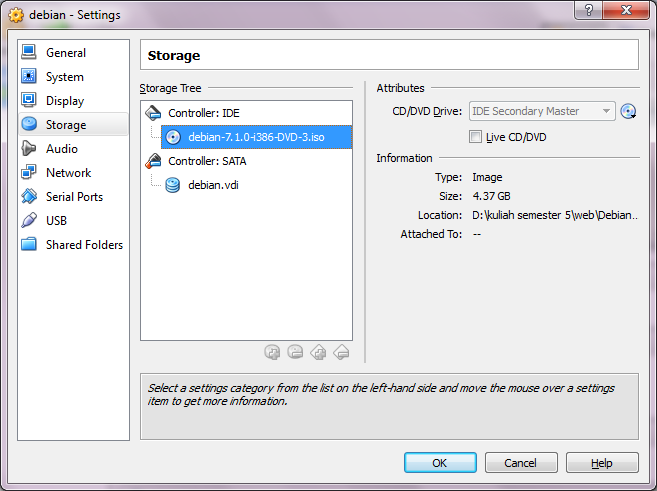 debian - Settings
General
System
Display
Storage
Audio
Network
Serial Ports
USB
Shared Folders
Storage
Storage Tree
Controller: IDE
debian-7.1.0-i386-DVD-3.iso
Controller: SATA
debian.vdi
Attributes
CD/DVD Drive: IDE Secondary Master
Live CD/DVD
Information
Type: Image
Size: 4.37 GB
Location: D:\kuliah semester 5\web\Debian..
Attached To: --
Select a settings category from the list on the left-hand side and move the mouse over a settings
item to get more information.
OK Cancel Help